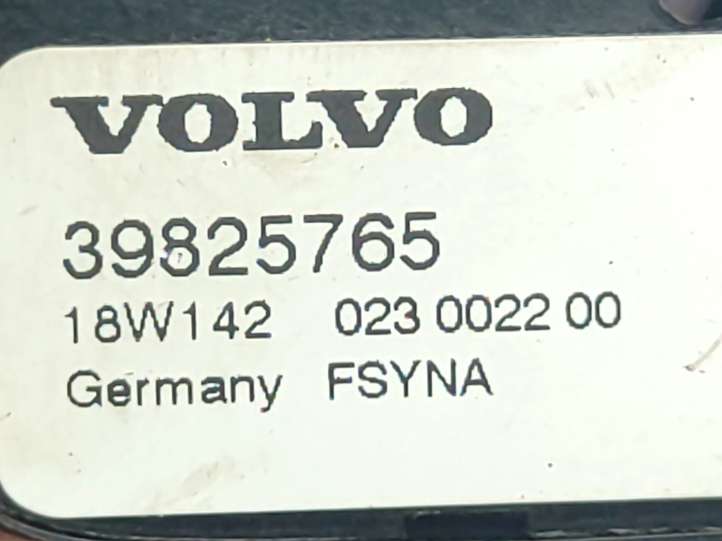 VOLVO
39825765
18W142 023 0022 00
Germany FSYNA